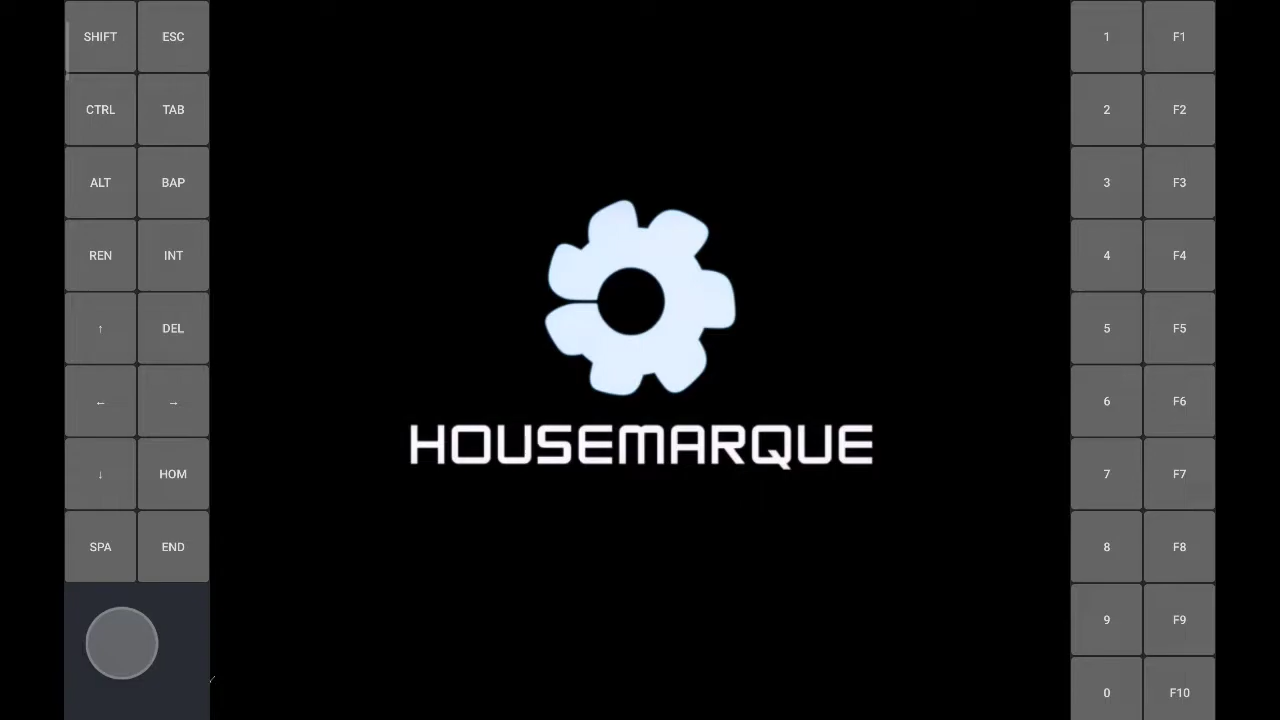 SHIFT ESC
CTRL TAB
ALT BAP
REN INT
↑ DEL
← →
↓ HOM
SPA END
HOUSEMARQUE
1 F1
2 F2
3 F3
4 F4
5 F5
6 F6
7 F7
8 F8
9 F9
0 F10